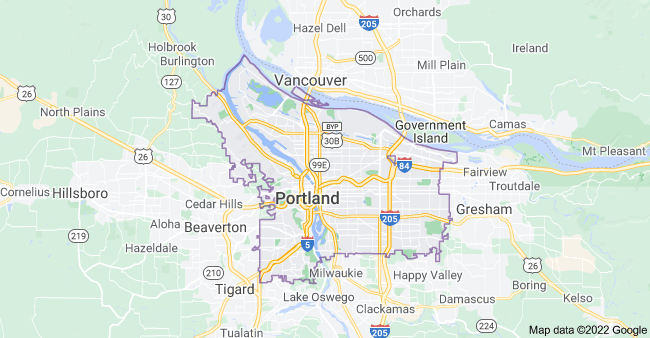 Orchards
30
205
Hazel Dell
Holbrook
Burlington
Ireland
500
Mill Plain
127
Vancouver
26
North Plains
Camas
BYP
30B
Government
Island
Mt Pleasant
26
99E
84
Fairview
Troutdale
Cornelius
Hillsboro
Cedar Hills
Portland
Gresham
Aloha
Beaverton
205
219
5
Hazeldale
26
210
Milwaukie
Happy Valley
Boring
Tigard
Lake Oswego
Damascus
Kelso
Clackamas
224
Tualatin
205
Map data ©2022 Google